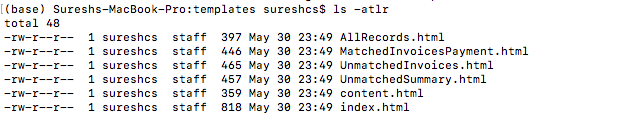 [(base) Sureshs-MacBook-Pro:templates sureshcs$ ls -atlr
total 48
-rw-r--r--  1 sureshcs  staff  397 May 30 23:49 AllRecords.html
-rw-r--r--  1 sureshcs  staff  446 May 30 23:49 MatchedInvoicesPayment.html
-rw-r--r--  1 sureshcs  staff  465 May 30 23:49 UnmatchedInvoices.html
-rw-r--r--  1 sureshcs  staff  457 May 30 23:49 UnmatchedSummary.html
-rw-r--r--  1 sureshcs  staff  359 May 30 23:49 content.html
-rw-r--r--  1 sureshcs  staff  818 May 30 23:49 index.html